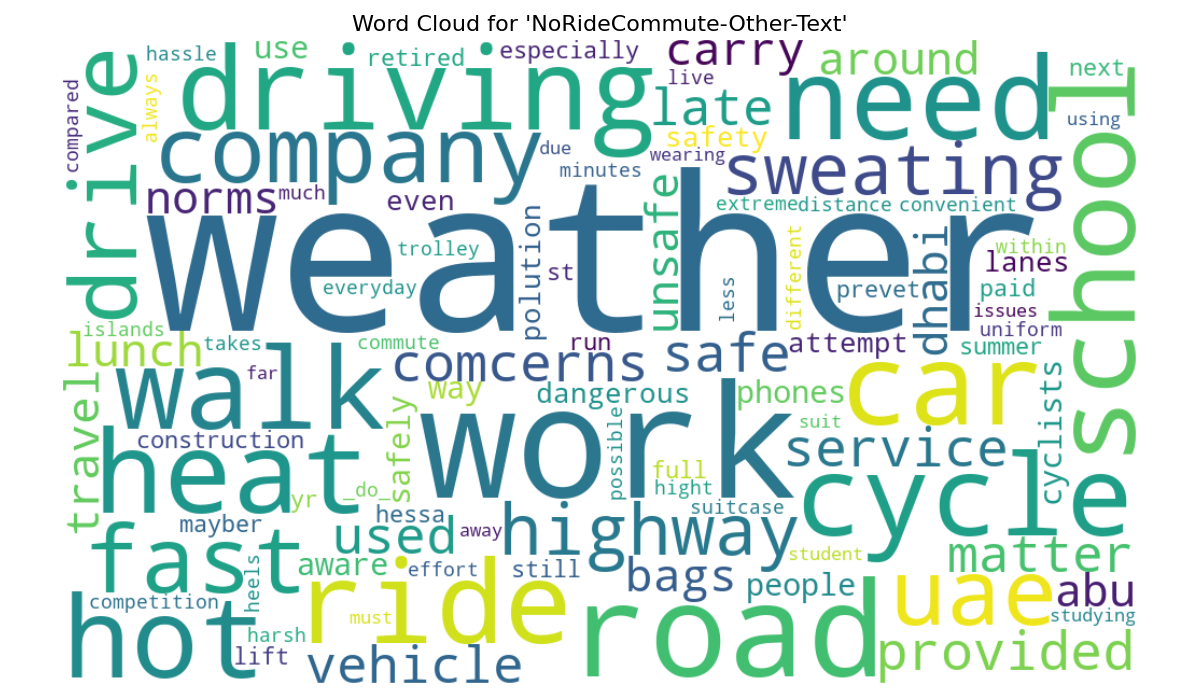 Word Cloud for 'NoRideCommute-Other-Text'
hassle use retired especially carry around next
compared always drive driving live late need school using
company due minutes safety wearing sweating
norms much even unsafe extreme distance convenient
weather
trolley polution st less different dhabi within lanes
everyday prevet paid
issues uniform
islands takes commute run attempt summer
lunch comcerns safe
far way dangerous phones car cyclists
travel walk work suit service
construction safely possible full
heat yr _do_ hight cycle
mayber hessa suitcase
fast used highway away student matter
aware effort still bags people abu
heels
competition ride must road uae studying
hot harsh
lift vehicle provided